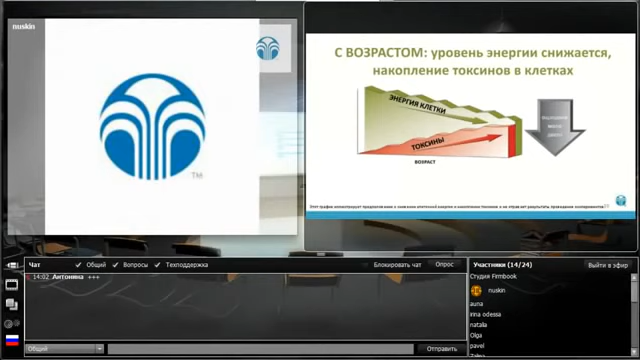 nuskin
TM
С ВОЗРАСТОМ: уровень энергии снижается,
накопление токсинов в клетках
ЭНЕРГИЯ КЛЕТКИ
ТОКСИНЫ
ВОЗРАСТ
Чат
Общий
Вопросы
Техподдержка
Блокировать чат
Опрос
14:02 Антонина +++
Общий
Отправить
Участники (14/24)
Выйти в эфир
Студия Firmbook
nuskin
auna
irina odessa
natalia
Olga
pavel